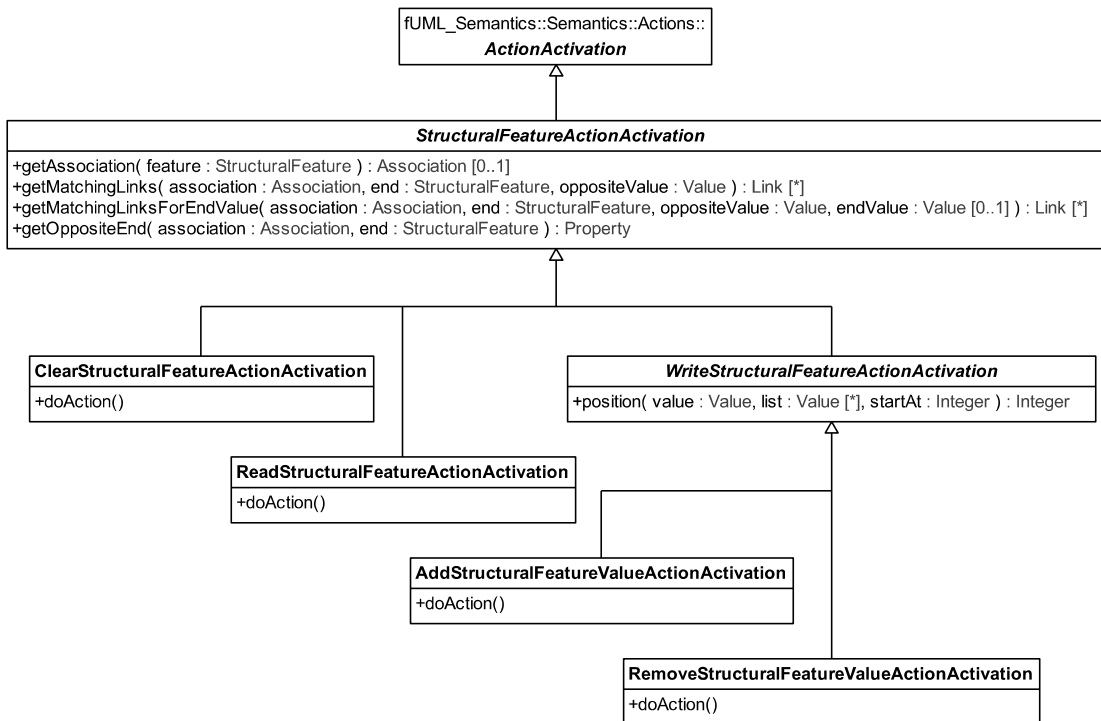 fUML_Semantics::Semantics::Actions::
ActionActivation
StructuralFeatureActionActivation
+getAssociation( feature : StructuralFeature ) : Association [0..1]
+getMatchingLinks( association : Association, end : StructuralFeature, oppositeValue : Value ) : Link [*]
+getMatchingLinksForEndValue( association : Association, end : StructuralFeature, oppositeValue : Value, endValue : Value [0..1] ) : Link [*]
+getOppositeEnd( association : Association, end : StructuralFeature ) : Property
ClearStructuralFeatureActionActivation
+doAction()
WriteStructuralFeatureActionActivation
+position( value : Value, list : Value [*], startAt : Integer ) : Integer
ReadStructuralFeatureActionActivation
+doAction()
AddStructuralFeatureValueActionActivation
+doAction()
RemoveStructuralFeatureValueActionActivation
+doAction()